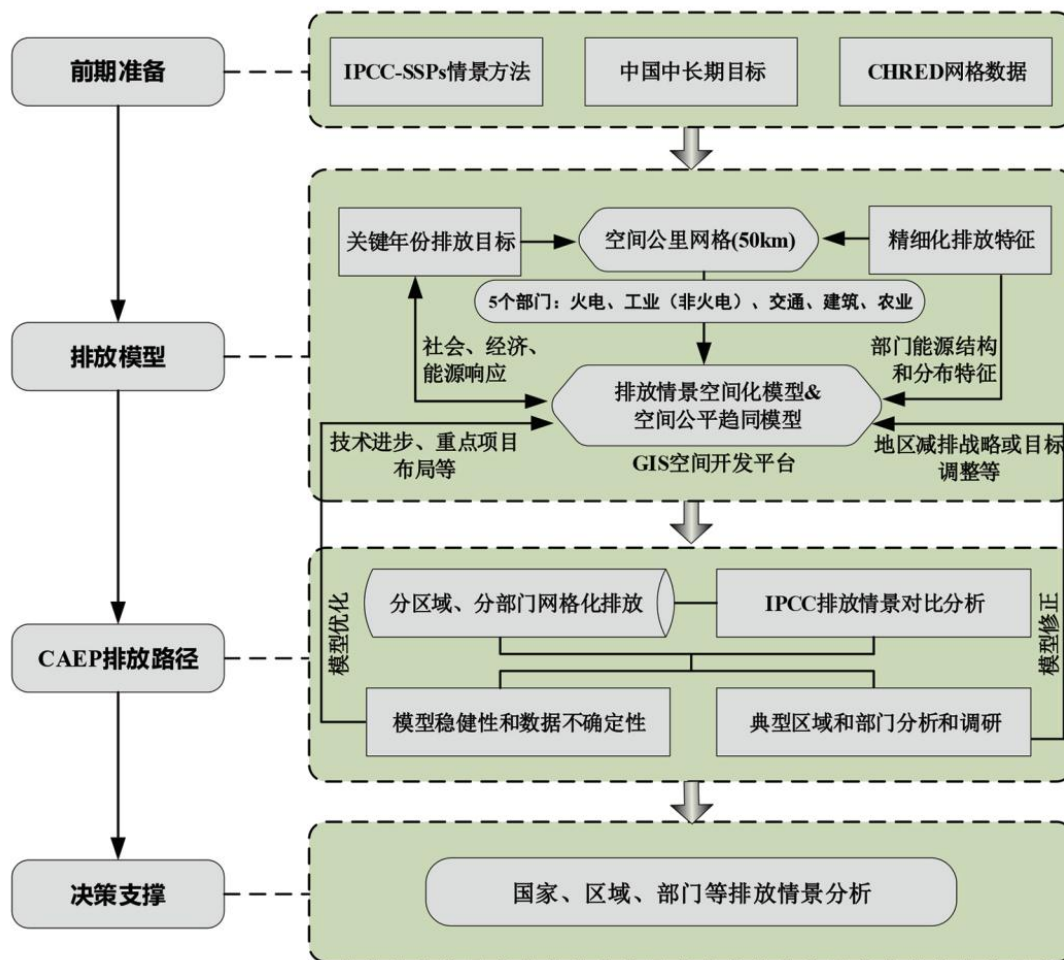 前期准备
IPCC-SSPs情景方法
中国中长期目标
CHRED网格数据
排放模型
关键年份排放目标
空间公里网格(50km)
精细化排放特征
5个部门：火电、工业（非火电）、交通、建筑、农业
社会、经济、
能源响应
部门能源结构
和分布特征
排放情景空间化模型&
空间公平趋同模型
GIS空间开发平台
技术进步、重点项目
布局等
地区减排战略或目标
调整等
CAEP排放路径
模型优化
分区域、分部门网格化排放
IPCC排放情景对比分析
模型修正
模型稳健性和数据不确定性
典型区域和部门分析和调研
决策支撑
国家、区域、部门等排放情景分析